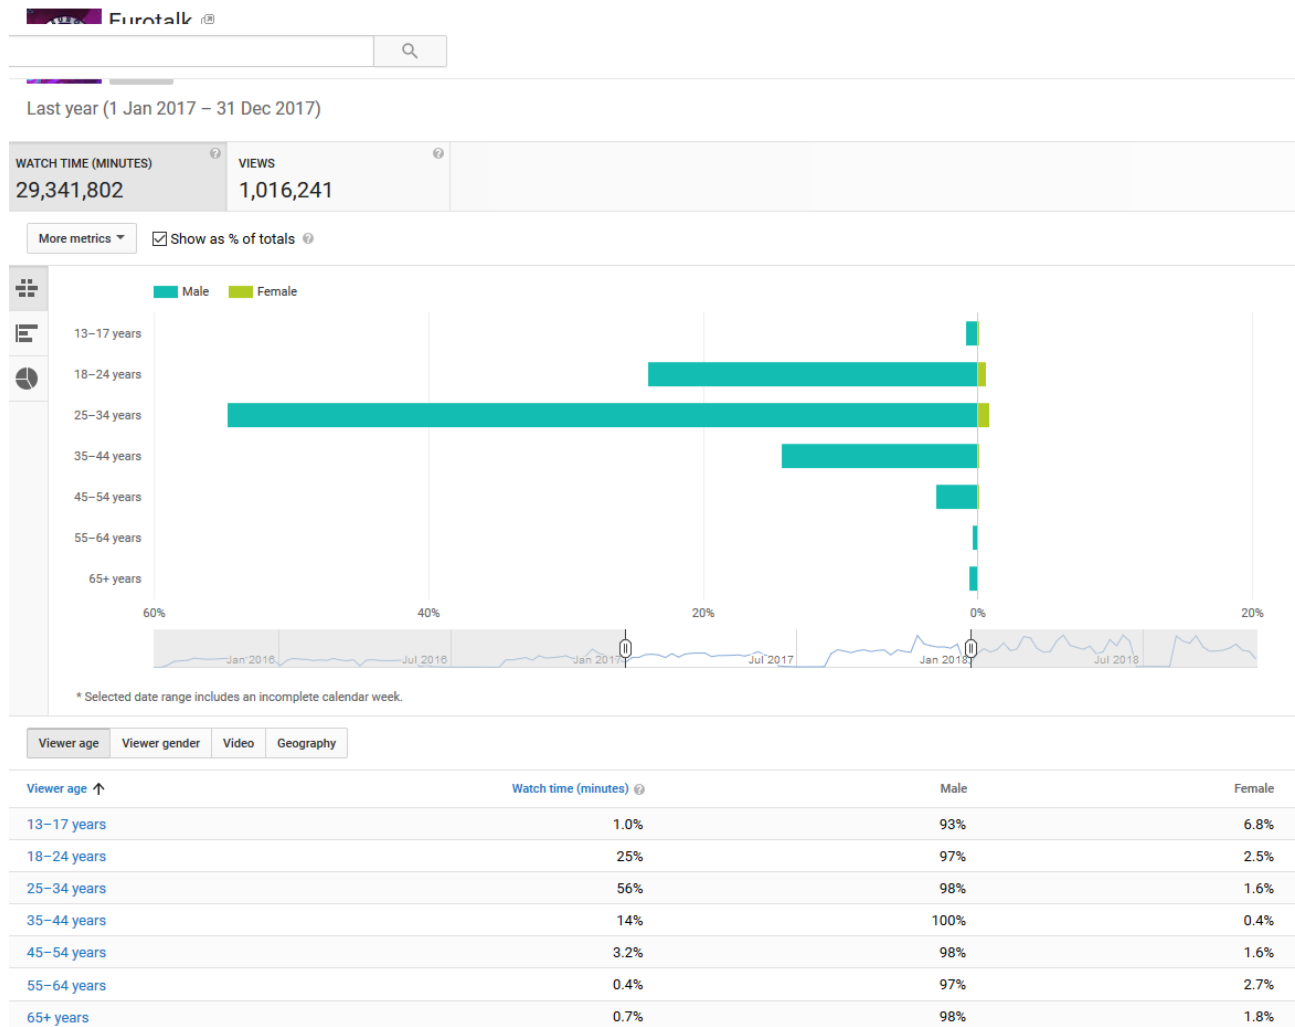 Eurotalk
Last year (1 Jan 2017 – 31 Dec 2017)
WATCH TIME (MINUTES)
29,341,802
VIEWS
1,016,241
More metrics
Show as % of totals
Male Female
13–17 years
18–24 years
25–34 years
35–44 years
45–54 years
55–64 years
65+ years
60% 40% 20% 0% 20%
Jan 2016 Jul 2016 Jan 2017 Jul 2017 Jan 2018 Jul 2018
* Selected date range includes an incomplete calendar week.
Viewer age Viewer gender Video Geography
Viewer age ↑ Watch time (minutes) Male Female
13–17 years 1.0% 93% 6.8%
18–24 years 25% 97% 2.5%
25–34 years 56% 98% 1.6%
35–44 years 14% 100% 0.4%
45–54 years 3.2% 98% 1.6%
55–64 years 0.4% 97% 2.7%
65+ years 0.7% 98% 1.8%